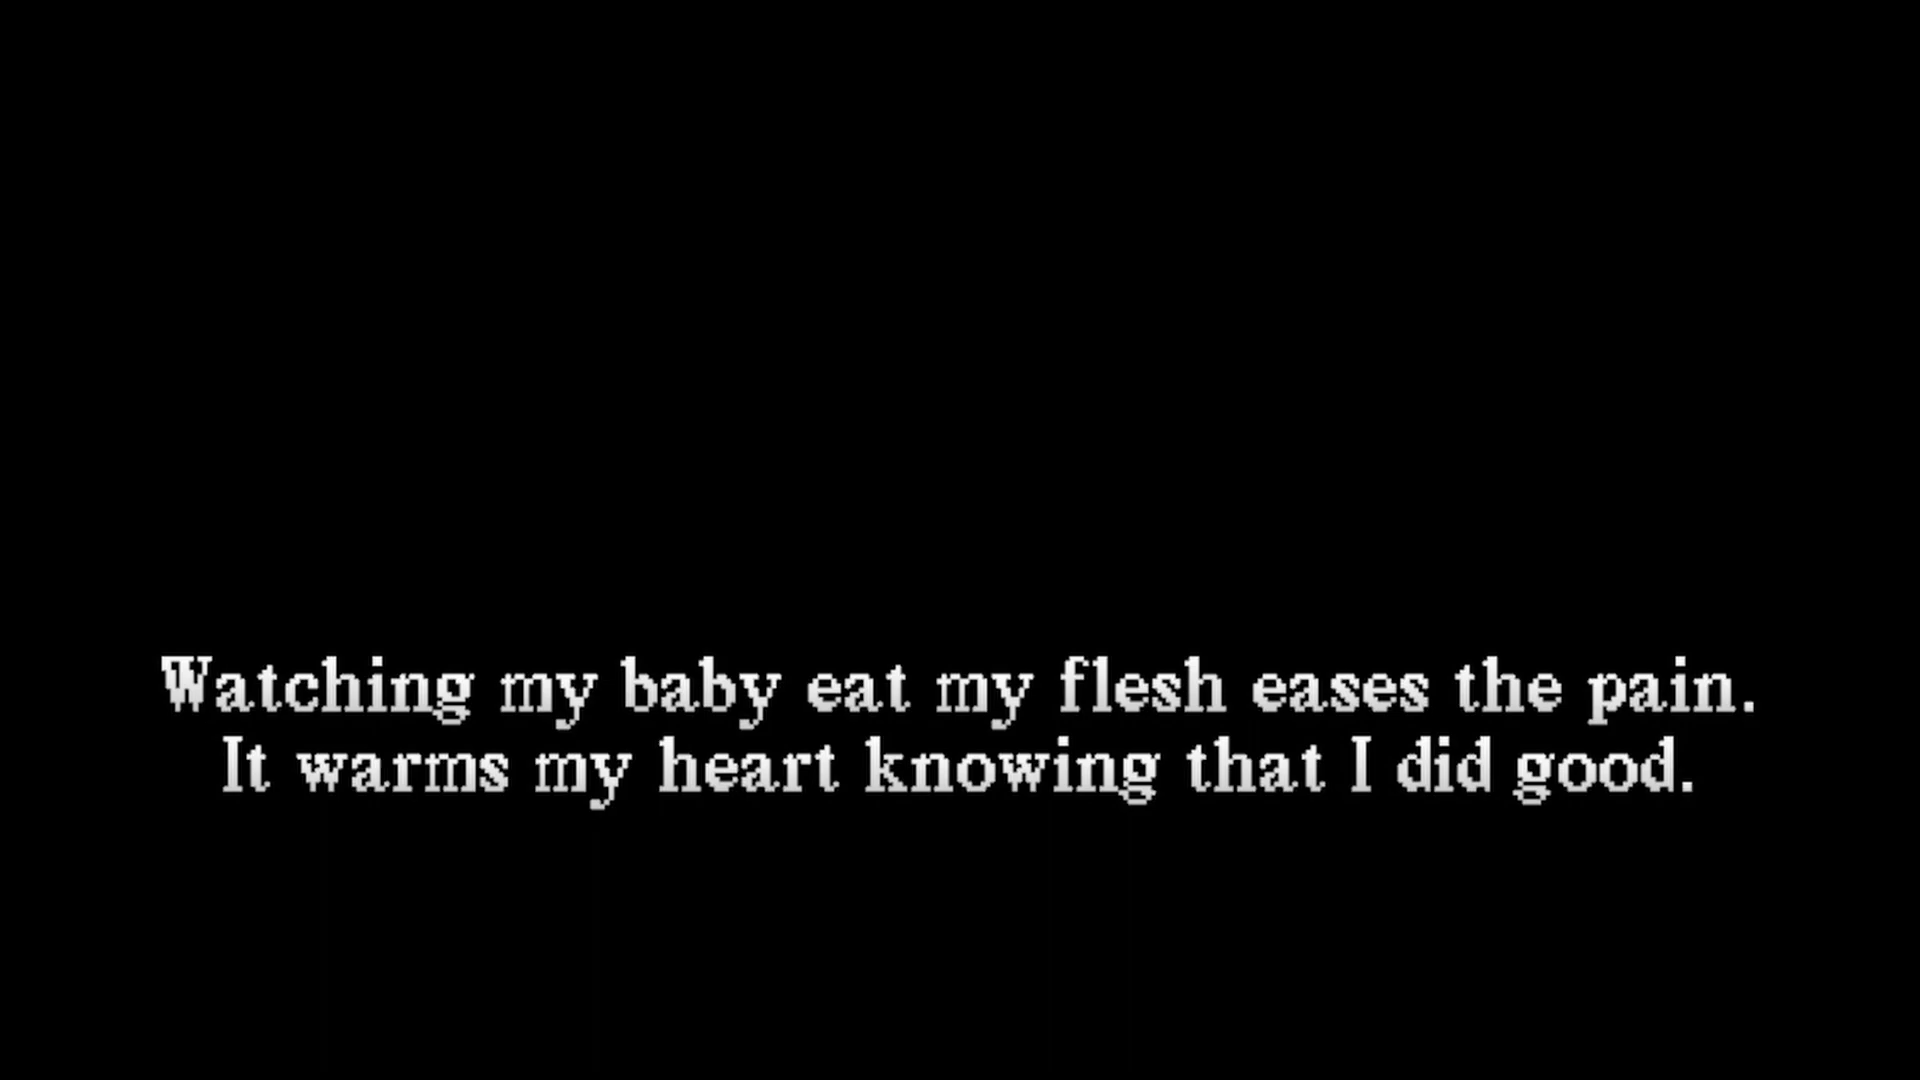 Watching my baby eat my flesh eases the pain.
It warms my heart knowing that I did good.